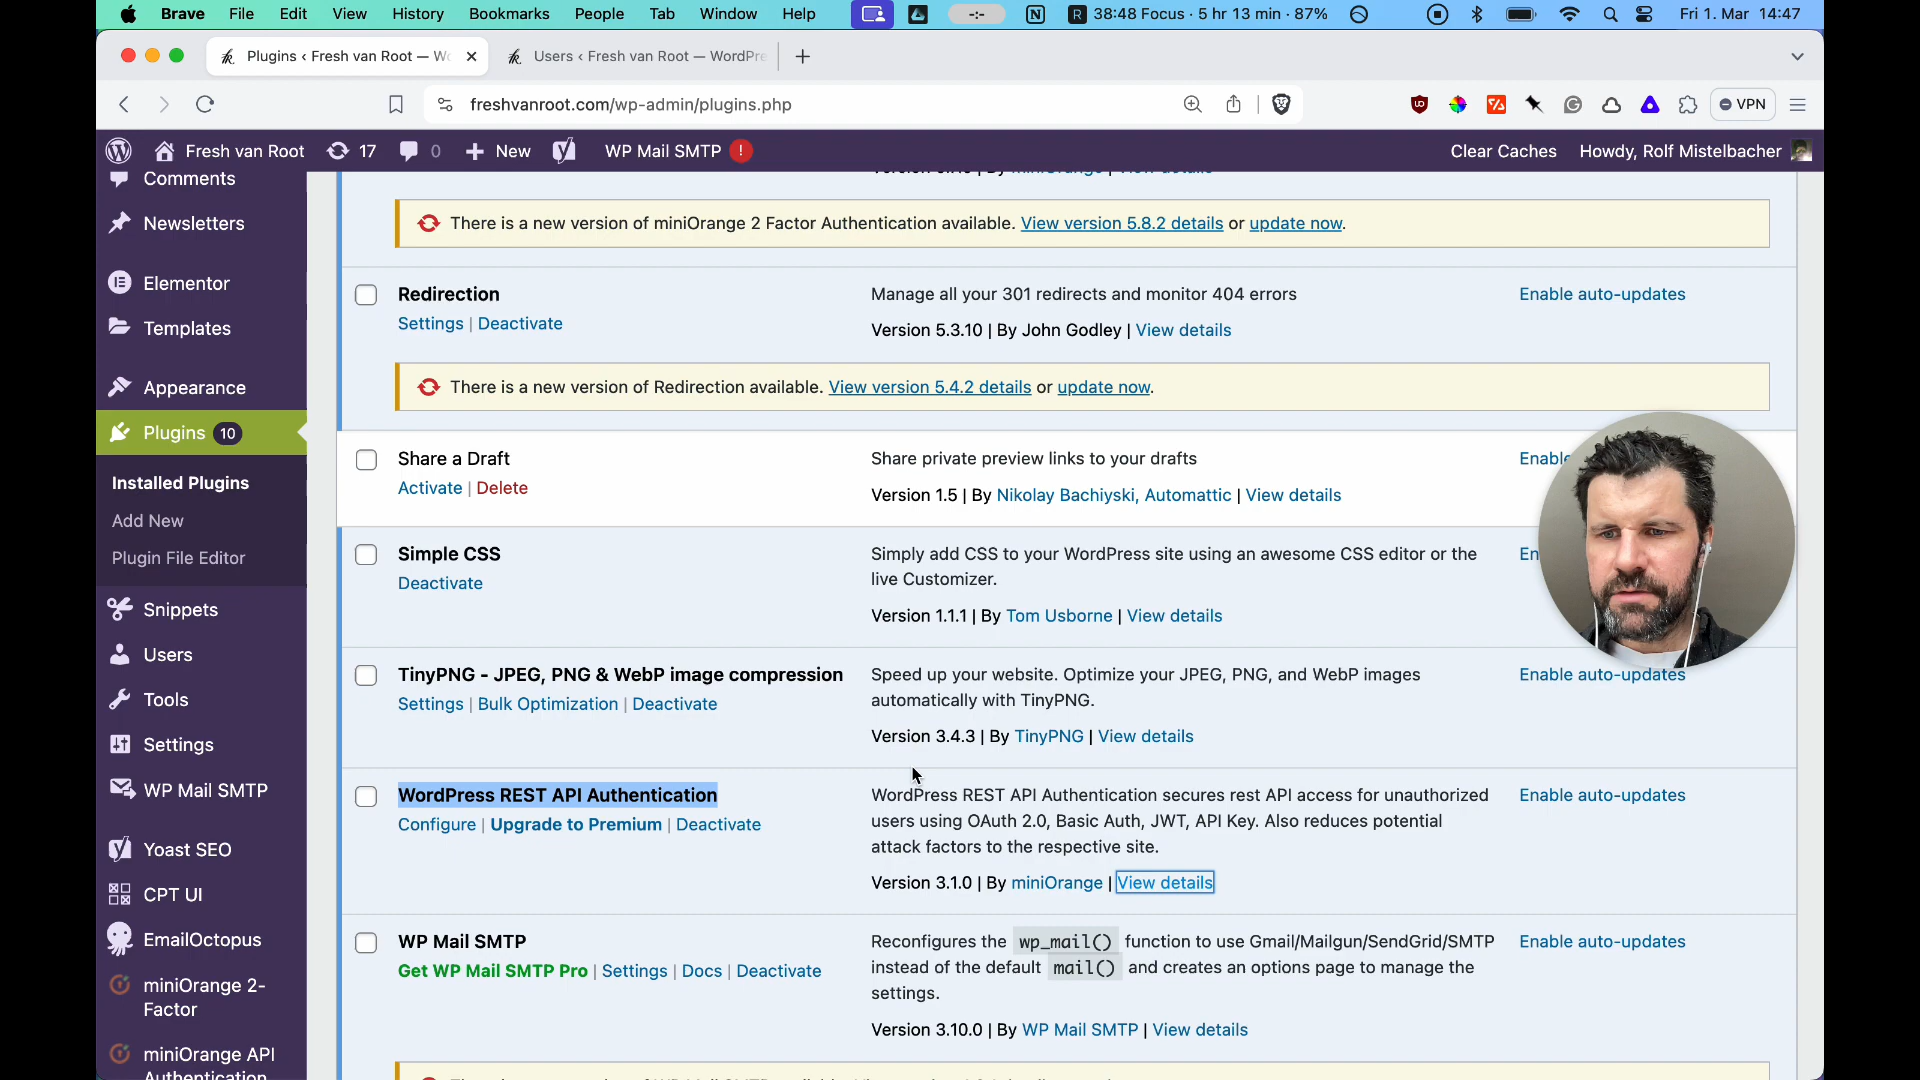 Brave File Edit View History Bookmarks People Tab Window Help
38:48 Focus · 5 hr 13 min · 87%
Fri 1. Mar 14:47
Plugins ‹ Fresh van Root — Wo
Users ‹ Fresh van Root — WordPre
freshvanroot.com/wp-admin/plugins.php
VPN
Fresh van Root 17 0 New WP Mail SMTP !
Clear Caches Howdy, Rolf Mistelbacher
Comments
Newsletters
Elementor
Templates
Appearance
Plugins 10
Installed Plugins
Add New
Plugin File Editor
Snippets
Users
Tools
Settings
WP Mail SMTP
Yoast SEO
CPT UI
EmailOctopus
miniOrange 2-
Factor
miniOrange API
Authentication
There is a new version of miniOrange 2 Factor Authentication available. View version 5.8.2 details or update now.
Redirection
Settings | Deactivate
Manage all your 301 redirects and monitor 404 errors
Version 5.3.10 | By John Godley | View details
Enable auto-updates
There is a new version of Redirection available. View version 5.4.2 details or update now.
Share a Draft
Activate | Delete
Share private preview links to your drafts
Version 1.5 | By Nikolay Bachiyski, Automattic | View details
Enable
Simple CSS
Deactivate
Simply add CSS to your WordPress site using an awesome CSS editor or the
live Customizer.
Version 1.1.1 | By Tom Usborne | View details
En
TinyPNG - JPEG, PNG & WebP image compression
Settings | Bulk Optimization | Deactivate
Speed up your website. Optimize your JPEG, PNG, and WebP images
automatically with TinyPNG.
Version 3.4.3 | By TinyPNG | View details
Enable auto-updates
WordPress REST API Authentication
Configure | Upgrade to Premium | Deactivate
WordPress REST API Authentication secures rest API access for unauthorized
users using OAuth 2.0, Basic Auth, JWT, API Key. Also reduces potential
attack factors to the respective site.
Version 3.1.0 | By miniOrange | View details
Enable auto-updates
WP Mail SMTP
Get WP Mail SMTP Pro | Settings | Docs | Deactivate
Reconfigures the wp_mail() function to use Gmail/Mailgun/SendGrid/SMTP
instead of the default mail() and creates an options page to manage the
settings.
Version 3.10.0 | By WP Mail SMTP | View details
Enable auto-updates